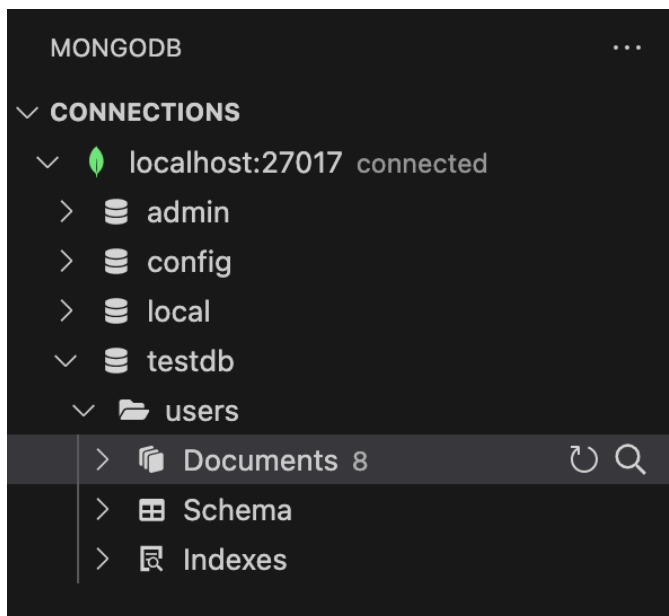 MONGODB
CONNECTIONS
localhost:27017 connected
admin
config
local
testdb
users
Documents 8
Schema
Indexes